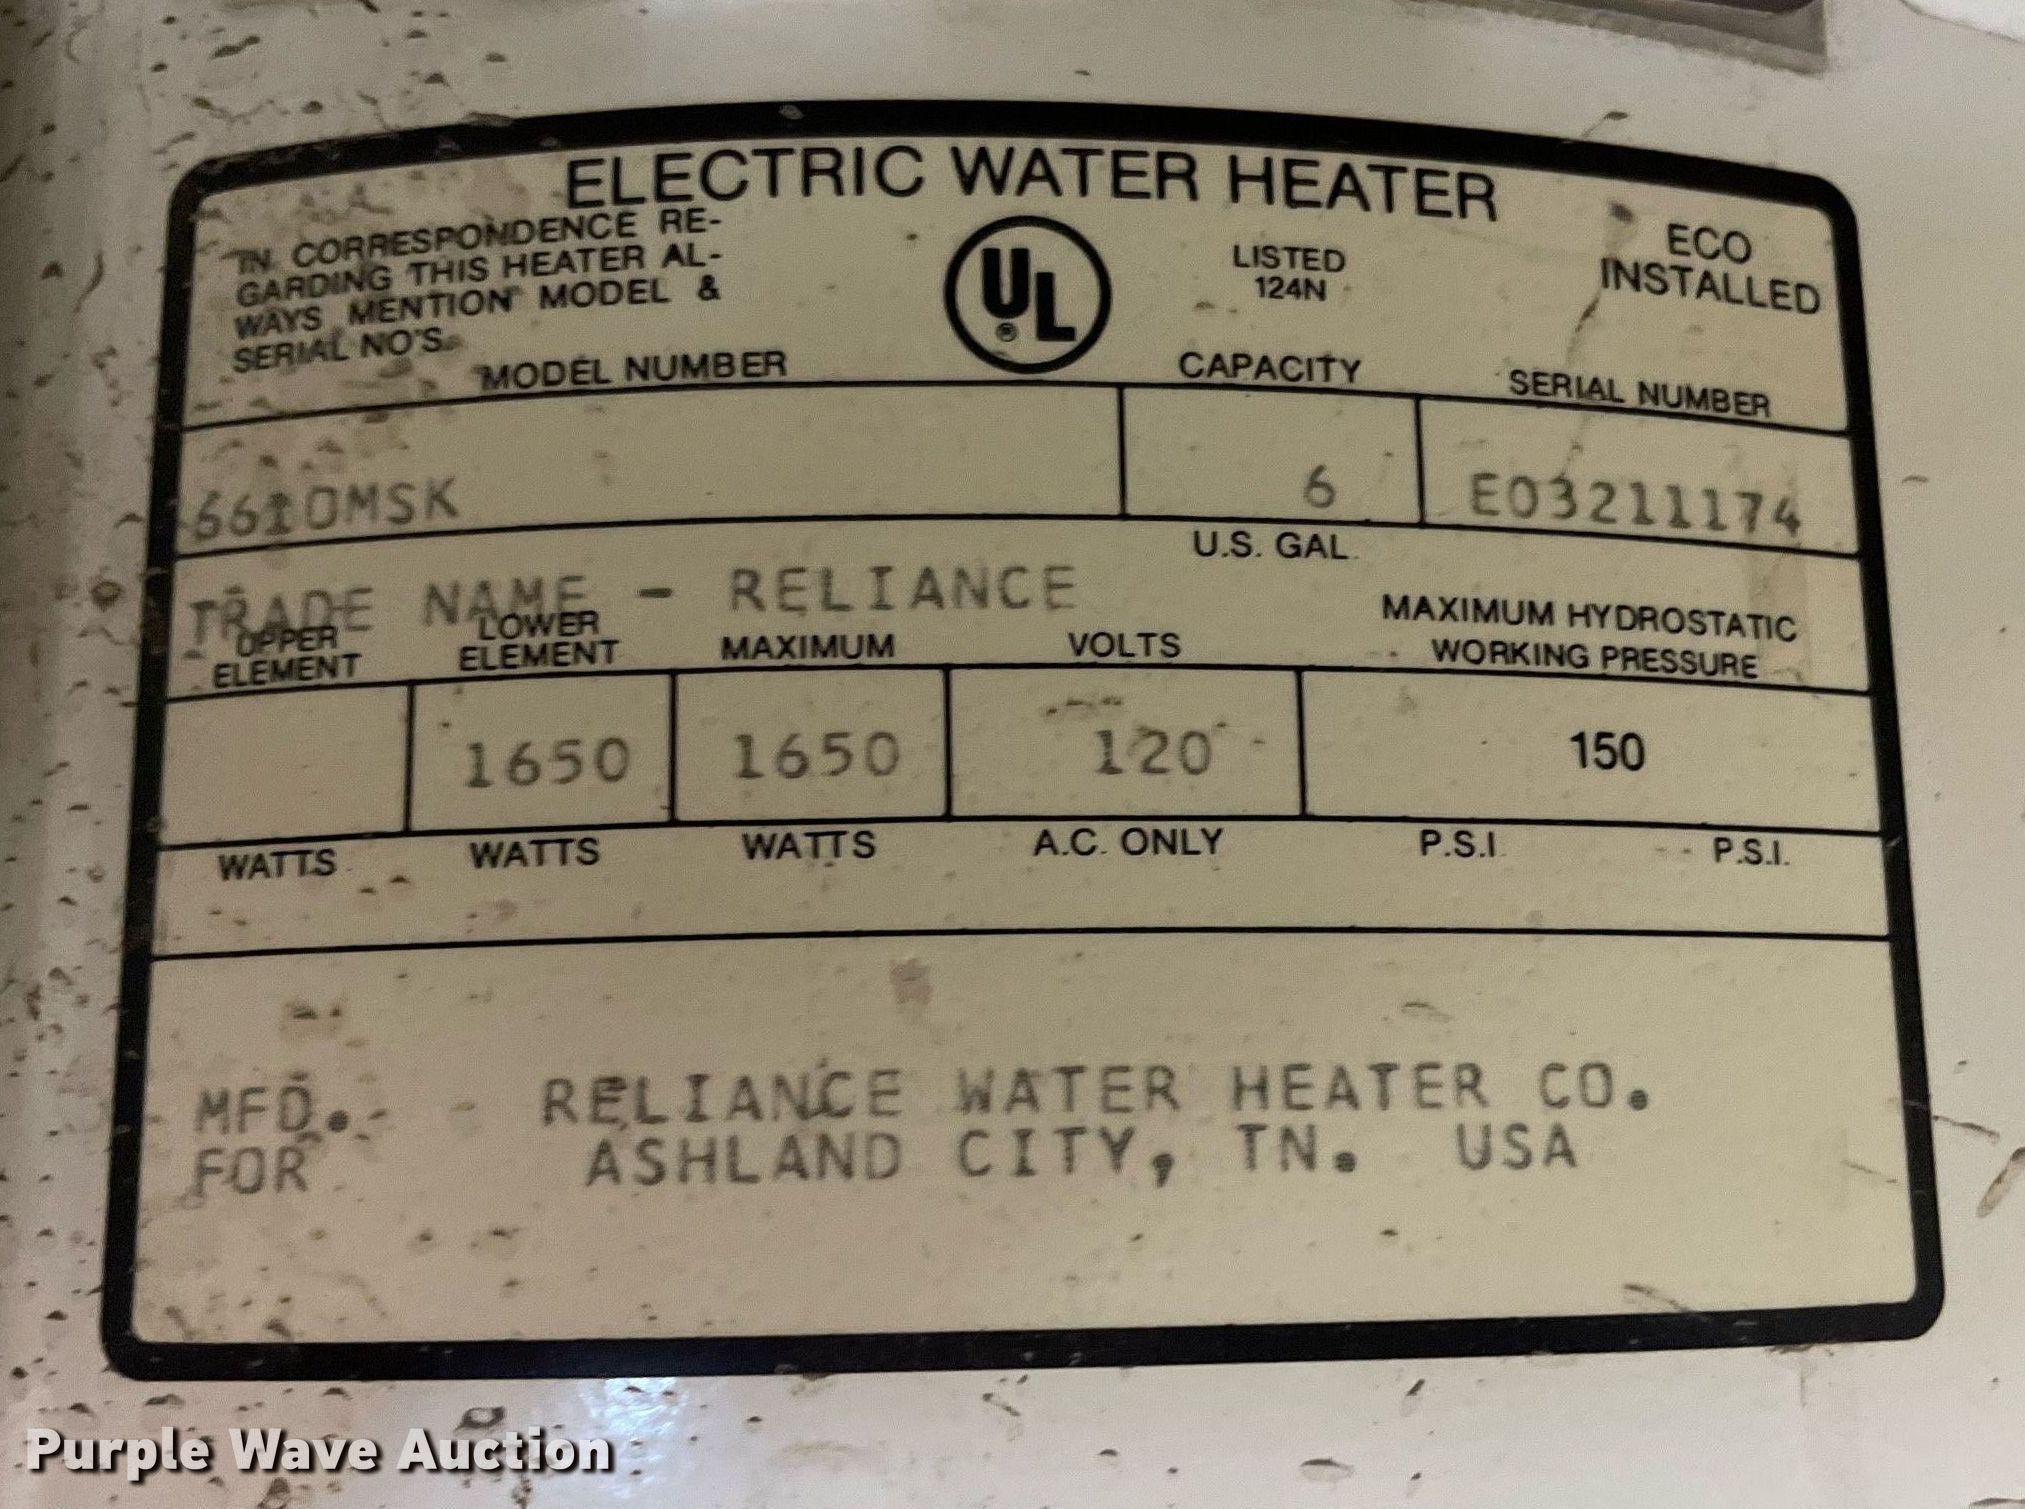 ELECTRIC WATER HEATER
IN CORRESPONDENCE RE-
GARDING THIS HEATER AL-
WAYS MENTION MODEL &
SERIAL NO'S.
UL ®
LISTED
124N
ECO
INSTALLED
MODEL NUMBER CAPACITY SERIAL NUMBER
6610MSK 6 E03211174
U.S. GAL.
TRADE NAME - RELIANCE
UPPER
ELEMENT
LOWER
ELEMENT
MAXIMUM
VOLTS
MAXIMUM HYDROSTATIC
WORKING PRESSURE
1650 1650 120 150
WATTS WATTS WATTS A.C. ONLY P.S.I. P.S.I.
MFD. RELIANCE WATER HEATER CO.
FOR ASHLAND CITY, TN. USA
Purple Wave Auction